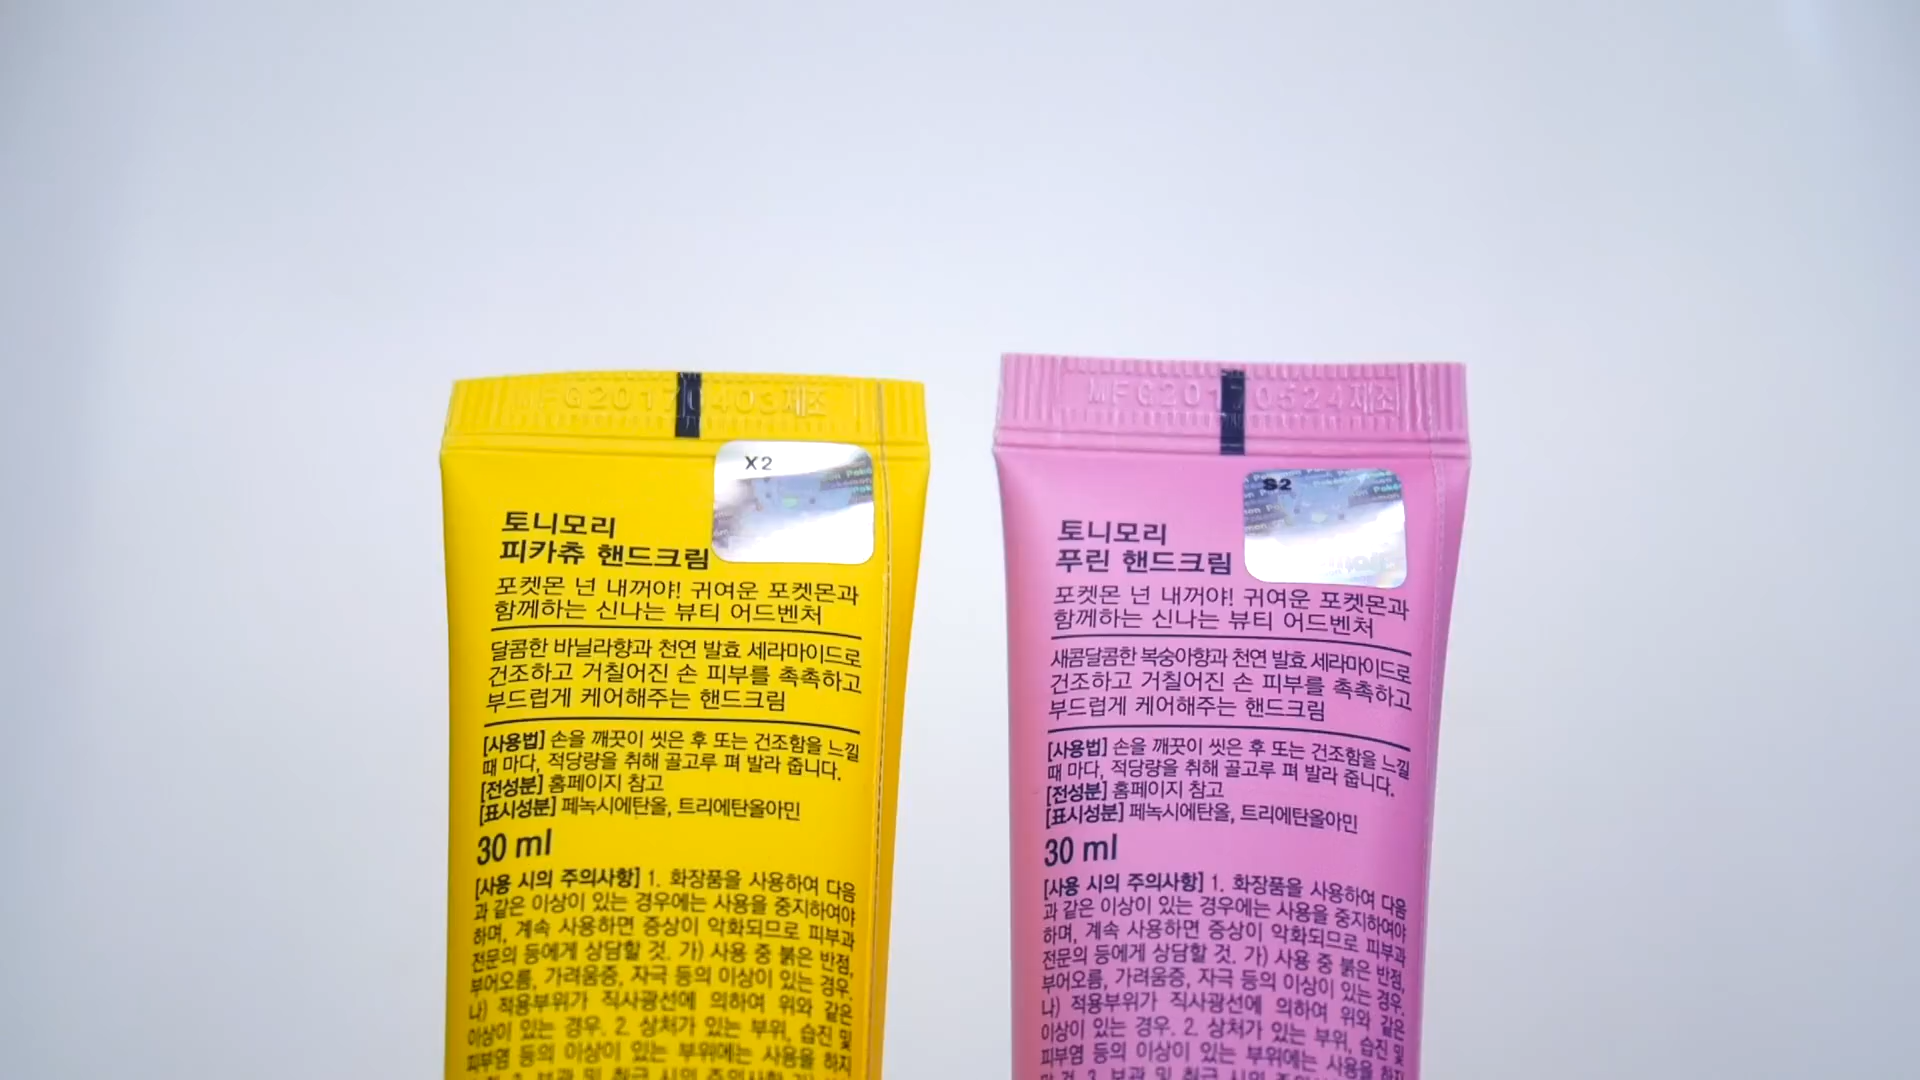 MFG20170403제조
X2
토니모리
피카츄 핸드크림
포켓몬 넌 내꺼야! 귀여운 포켓몬과
함께하는 신나는 뷰티 어드벤처
달콤한 바닐라향과 천연 발효 세라마이드로
건조하고 거칠어진 손 피부를 촉촉하고
부드럽게 케어해주는 핸드크림
[사용법] 손을 깨끗이 씻은 후 또는 건조함을 느낄
때 마다, 적당량을 취해 골고루 펴 발라 줍니다.
[전성분] 홈페이지 참고
[표시성분] 페녹시에탄올, 트리에탄올아민
30 ml
[사용 시의 주의사항] 1. 화장품을 사용하여 다음
과 같은 이상이 있는 경우에는 사용을 중지하여야
하며, 계속 사용하면 증상이 악화되므로 피부과
전문의 등에게 상담할 것. 가) 사용 중 붉은 반점,
부어오름, 가려움증, 자극 등의 이상이 있는 경우.
나) 적용부위가 직사광선에 의하여 위와 같은
이상이 있는 경우. 2. 상처가 있는 부위, 습진 및
피부염 등의 이상이 있는 부위에는 사용을 하지
MFG20170524제조
S2
토니모리
푸린 핸드크림
포켓몬 넌 내꺼야! 귀여운 포켓몬과
함께하는 신나는 뷰티 어드벤처
새콤달콤한 복숭아향과 천연 발효 세라마이드로
건조하고 거칠어진 손 피부를 촉촉하고
부드럽게 케어해주는 핸드크림
[사용법] 손을 깨끗이 씻은 후 또는 건조함을 느낄
때 마다, 적당량을 취해 골고루 펴 발라 줍니다.
[전성분] 홈페이지 참고
[표시성분] 페녹시에탄올, 트리에탄올아민
30 ml
[사용 시의 주의사항] 1. 화장품을 사용하여 다음
과 같은 이상이 있는 경우에는 사용을 중지하여야
하며, 계속 사용하면 증상이 악화되므로 피부과
전문의 등에게 상담할 것. 가) 사용 중 붉은 반점,
부어오름, 가려움증, 자극 등의 이상이 있는 경우.
나) 적용부위가 직사광선에 의하여 위와 같은
이상이 있는 경우. 2. 상처가 있는 부위, 습진 및
피부염 등의 이상이 있는 부위에는 사용을 하지